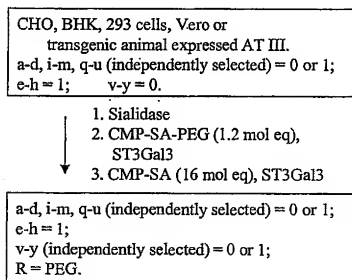 CHO, BHK, 293 cells, Vero or
transgenic animal expressed AT III.
a-d, i-m, q-u (independently selected) = 0 or 1;
e-h = 1; v-y = 0.
1. Sialidase
2. CMP-SA-PEG (1.2 mol eq),
ST3Gal3
3. CMP-SA (16 mol eq), ST3Gal3
a-d, i-m, q-u (independently selected) = 0 or 1;
e-h = 1;
v-y (independently selected) = 0 or 1;
R = PEG.